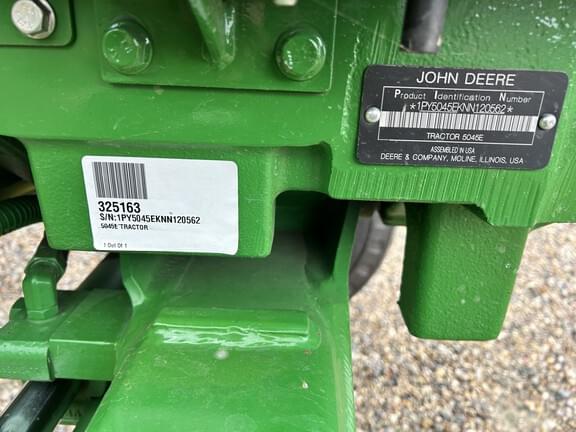 JOHN DEERE
Product Identification Number
*1PY5045EKNN120562*
TRACTOR 5045E
ASSEMBLED IN USA
DEERE & COMPANY, MOLINE, ILLINOIS, USA
325163
S/N:1PY5045EKNN120562
5045E TRACTOR
1 Out Of 1